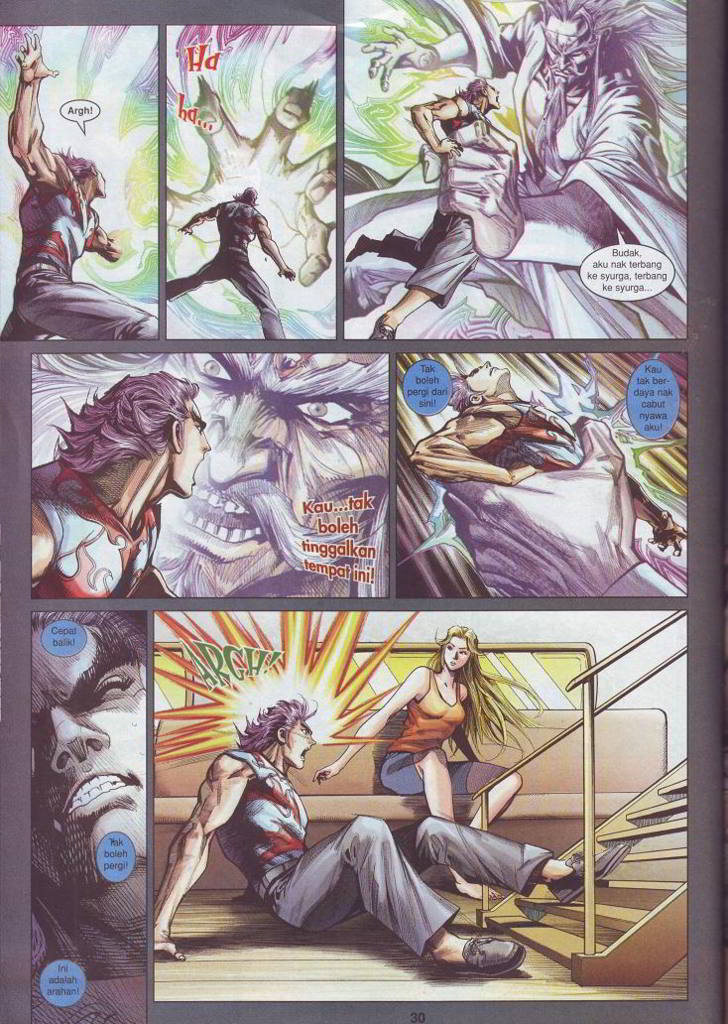 Argh!
Ha
ha...
Budak,
aku nak terbang
ke syurga, terbang
ke syurga...
Kau...tak
boleh
tinggalkan
tempat ini!
Tak
boleh
pergi dari
sini!
Kau
tak ber-
daya nak
cabut
nyawa
aku!
Cepat
balik!
Tak
boleh
pergi!
Ini
adalah
arahan!
ARGH!
30